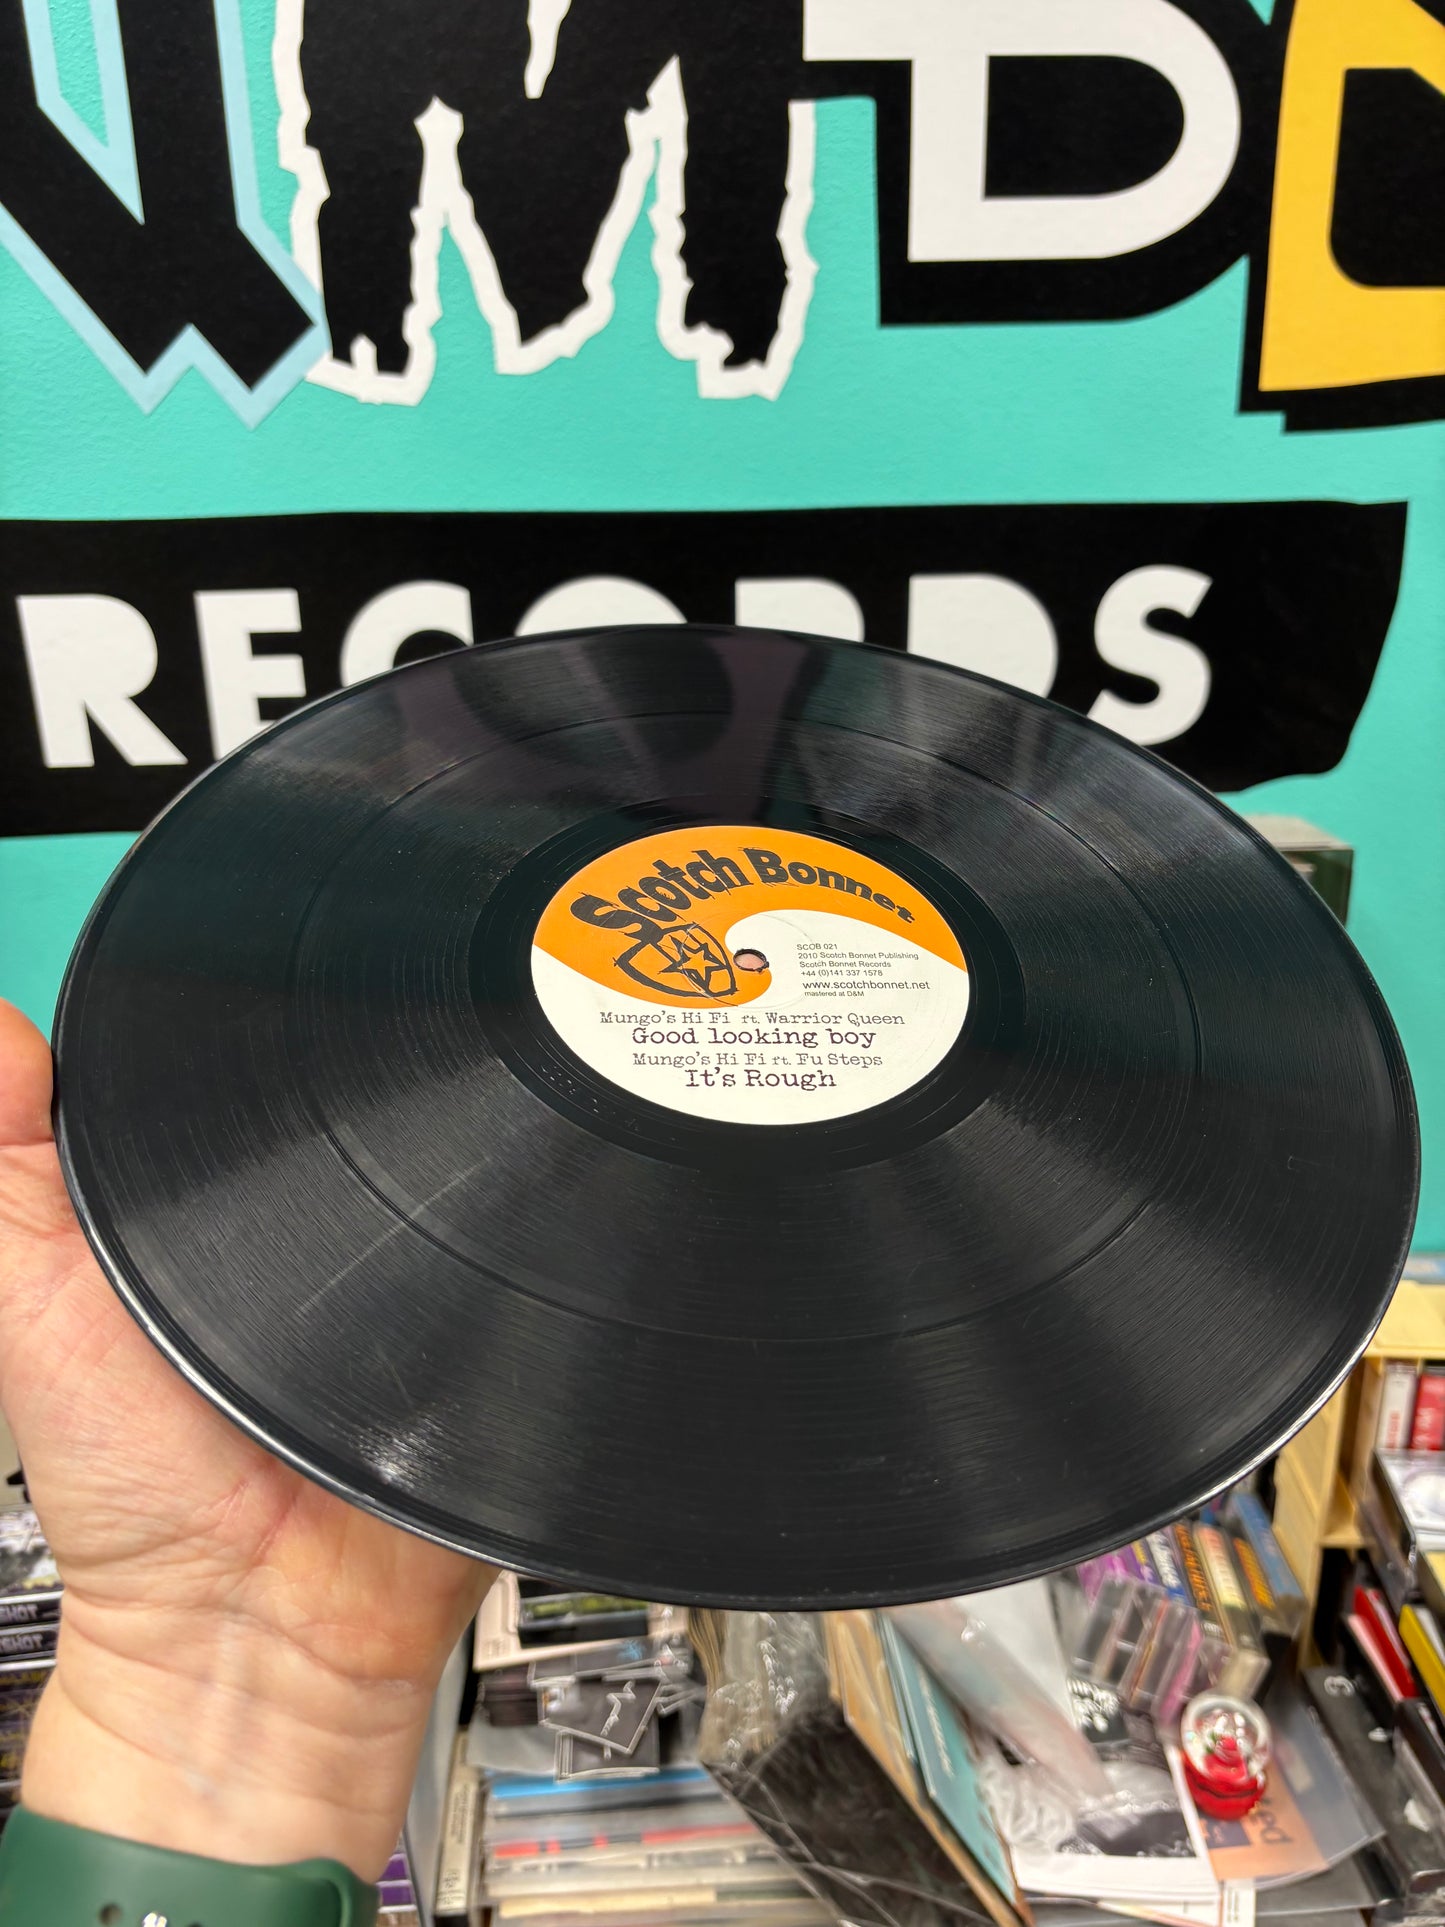 RECORDS
Scotch Bonnet
SCOB 021
2010 Scotch Bonnet Publishing
Scotch Bonnet Records
+44 (0)141 337 1578
www.scotchbonnet.net
mastered at D&M
Mungo's Hi Fi ft. Warrior Queen
Good looking boy
Mungo's Hi Fi ft. Fu Steps
It's Rough